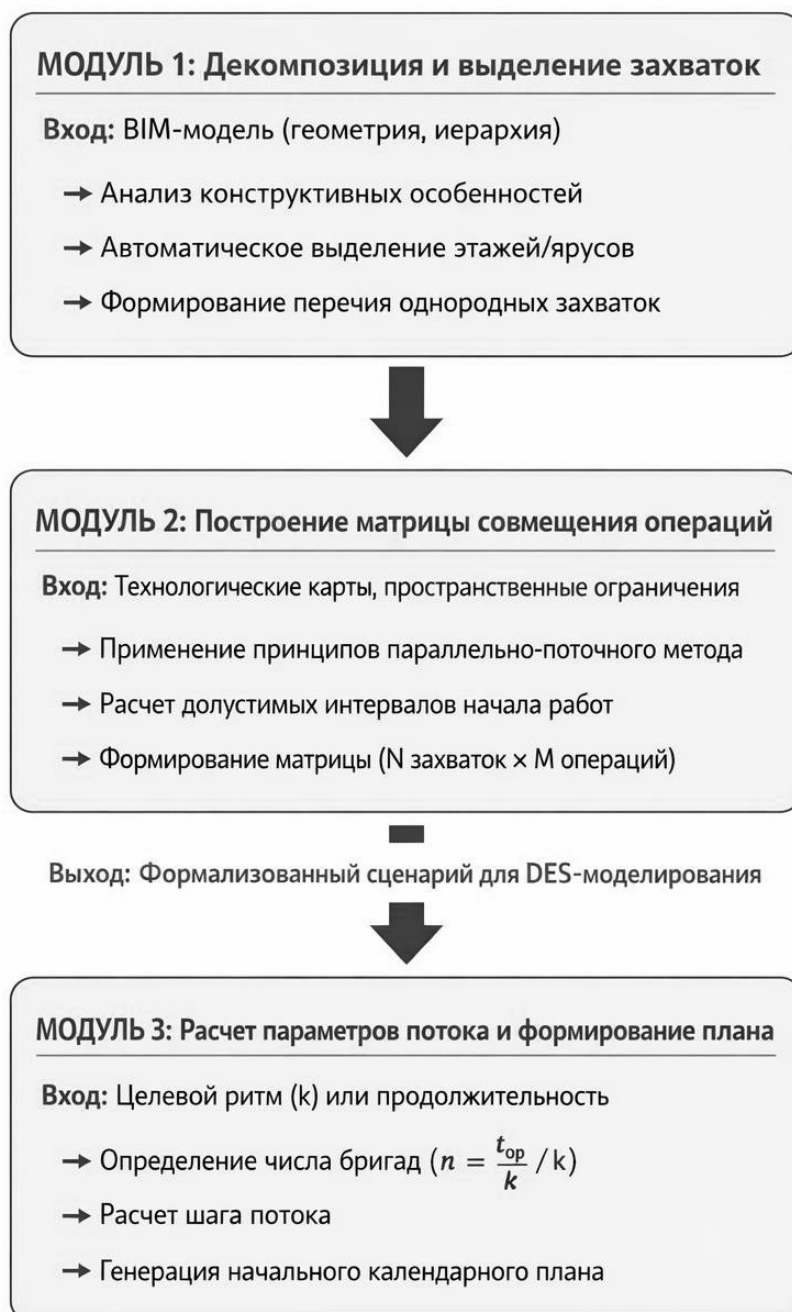 МОДУЛЬ 1: Декомпозиция и выделение захваток
Вход: BIM-модель (геометрия, иерархия)
→ Анализ конструктивных особенностей
→ Автоматическое выделение этажей/ярусов
→ Формирование перечия однородных захваток
МОДУЛЬ 2: Построение матрицы совмещения операций
Вход: Технологические карты, пространственные ограничения
→ Применение принципов параллельно-поточного метода
→ Расчет допустимых интервалов начала работ
→ Формирование матрицы (N захваток × M операций)
Выход: Формализованный сценарий для DES-моделирования
МОДУЛЬ 3: Расчет параметров потока и формирование плана
Вход: Целевой ритм (k) или продолжительность
→ Определение числа бригад (n = t_ор/k / k)
→ Расчет шага потока
→ Генерация начального календарного плана